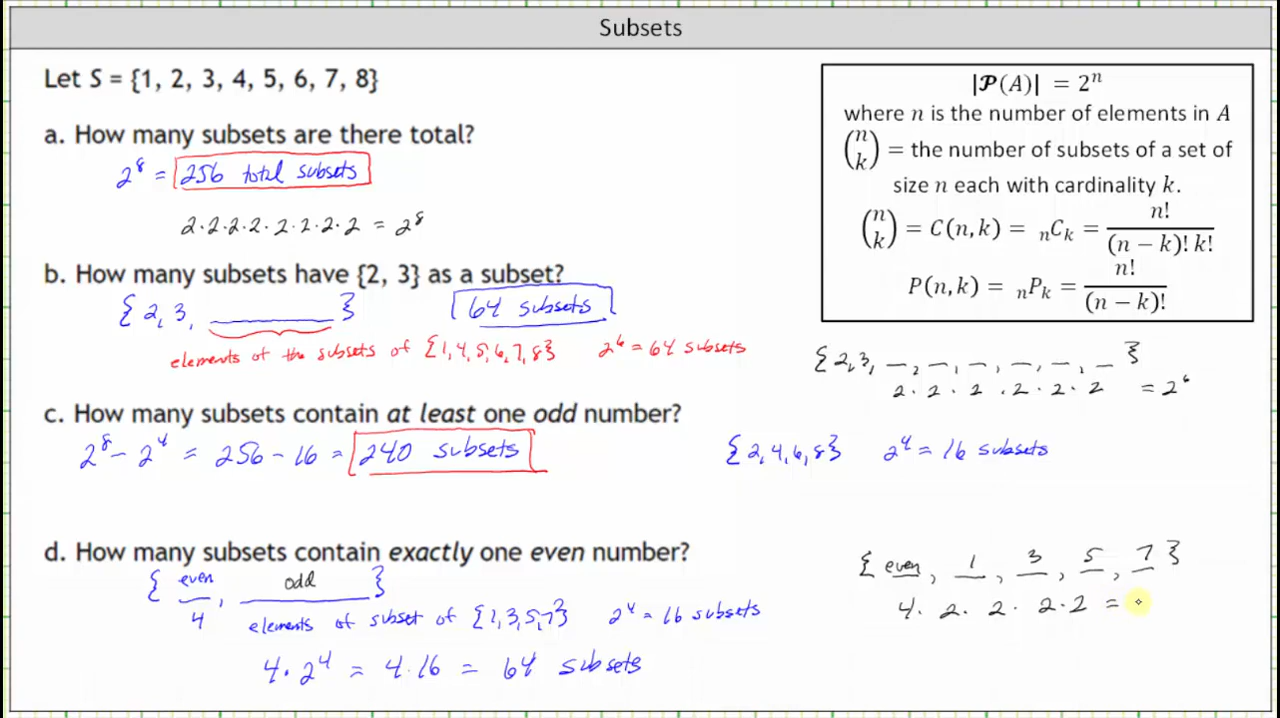 Subsets
Let S = {1, 2, 3, 4, 5, 6, 7, 8}
a. How many subsets are there total?
2⁸ = 256 total subsets
2·2·2·2·2·2·2·2 = 2⁸
b. How many subsets have {2, 3} as a subset?
{2, 3, ______}
64 subsets
elements of the subsets of {1,4,5,6,7,8} 2⁶ = 64 subsets
c. How many subsets contain at least one odd number?
2⁸ − 2⁴ = 256 − 16 = 240 subsets
d. How many subsets contain exactly one even number?
{ even, odd }
4 elements of subset of {1,3,5,7} 2⁴ = 16 subsets
4·2⁴ = 4·16 = 64 subsets
|𝓟(A)| = 2ⁿ
where n is the number of elements in A
(n k) = the number of subsets of a set of
size n each with cardinality k.
(n k) = C(n, k) = ₙCₖ = n! / (n − k)! k!
P(n, k) = ₙPₖ = n! / (n − k)!
{2,3, _, _, _, _, _, _ }
2·2·2·2·2·2 = 2⁶
{2,4,6,8} 2⁴ = 16 subsets
{ even, 1, 3, 5, 7 }
4·2·2·2·2 =